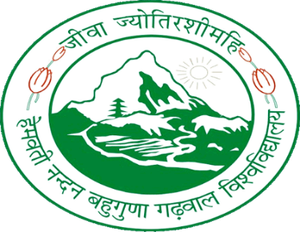 जीवा ज्योतिरशीमहि
हेमवती नन्दन बहुगुणा गढ़वाल विश्वविद्यालय